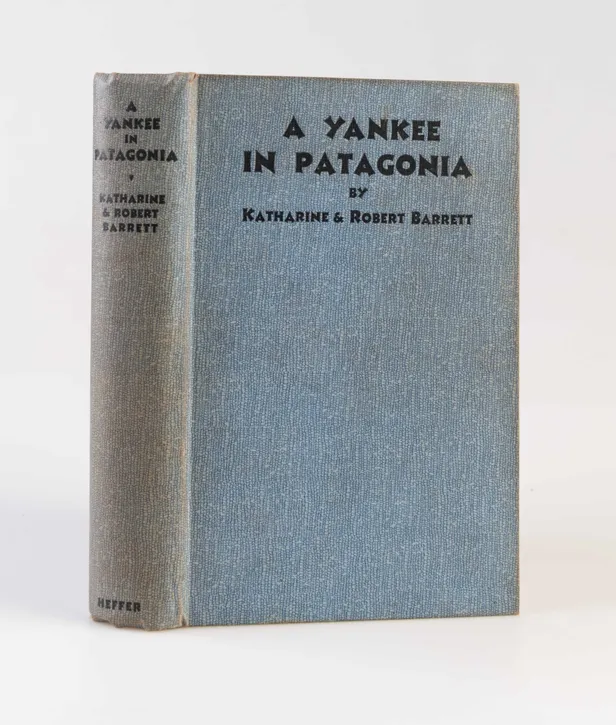 A
YANKEE
IN
PATAGONIA
KATHARINE
& ROBERT
BARRETT
HEFFER
A YANKEE
IN PATAGONIA
BY
KATHARINE & ROBERT BARRETT